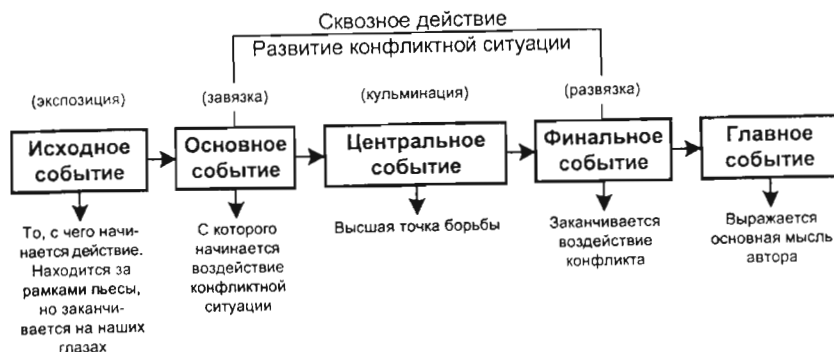 Сквозное действие
Развитие конфликтной ситуации
(экспозиция)
(завязка)
(кульминация)
(развязка)
Исходное
событие
Основное
событие
Центральное
событие
Финальное
событие
Главное
событие
То, с чего начи-
нается действие.
Находится за
рамками пьесы,
но заканчи-
вается на наших
глазах
С которого
начинается
воздействие
конфликтной
ситуации
Высшая точка борьбы
Заканчивается
воздействие
конфликта
Выражается
основная мысль
автора